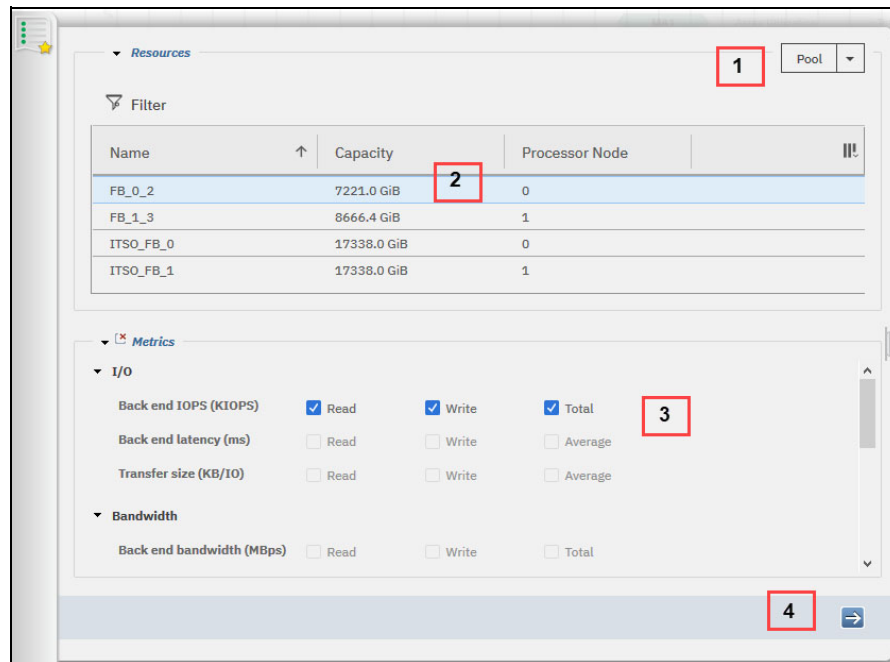 Resources
1
Pool
Filter
Name Capacity Processor Node
2
FB_0_2 7221.0 GiB 0
FB_1_3 8666.4 GiB 1
ITSO_FB_0 17338.0 GiB 0
ITSO_FB_1 17338.0 GiB 1
Metrics
I/O
Back end IOPS (KIOPS) Read Write Total
3
Back end latency (ms) Read Write Average
Transfer size (KB/IO) Read Write Average
Bandwidth
Back end bandwidth (MBps) Read Write Total
4